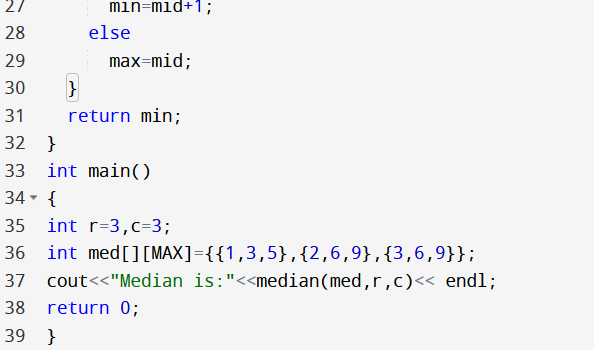 27 min=mid+1;
28 else
29 max=mid;
30 }
31 return min;
32 }
33 int main()
34 {
35 int r=3,c=3;
36 int med[][MAX]={{1,3,5},{2,6,9},{3,6,9}};
37 cout<<"Median is:"<<median(med,r,c)<< endl;
38 return 0;
39 }